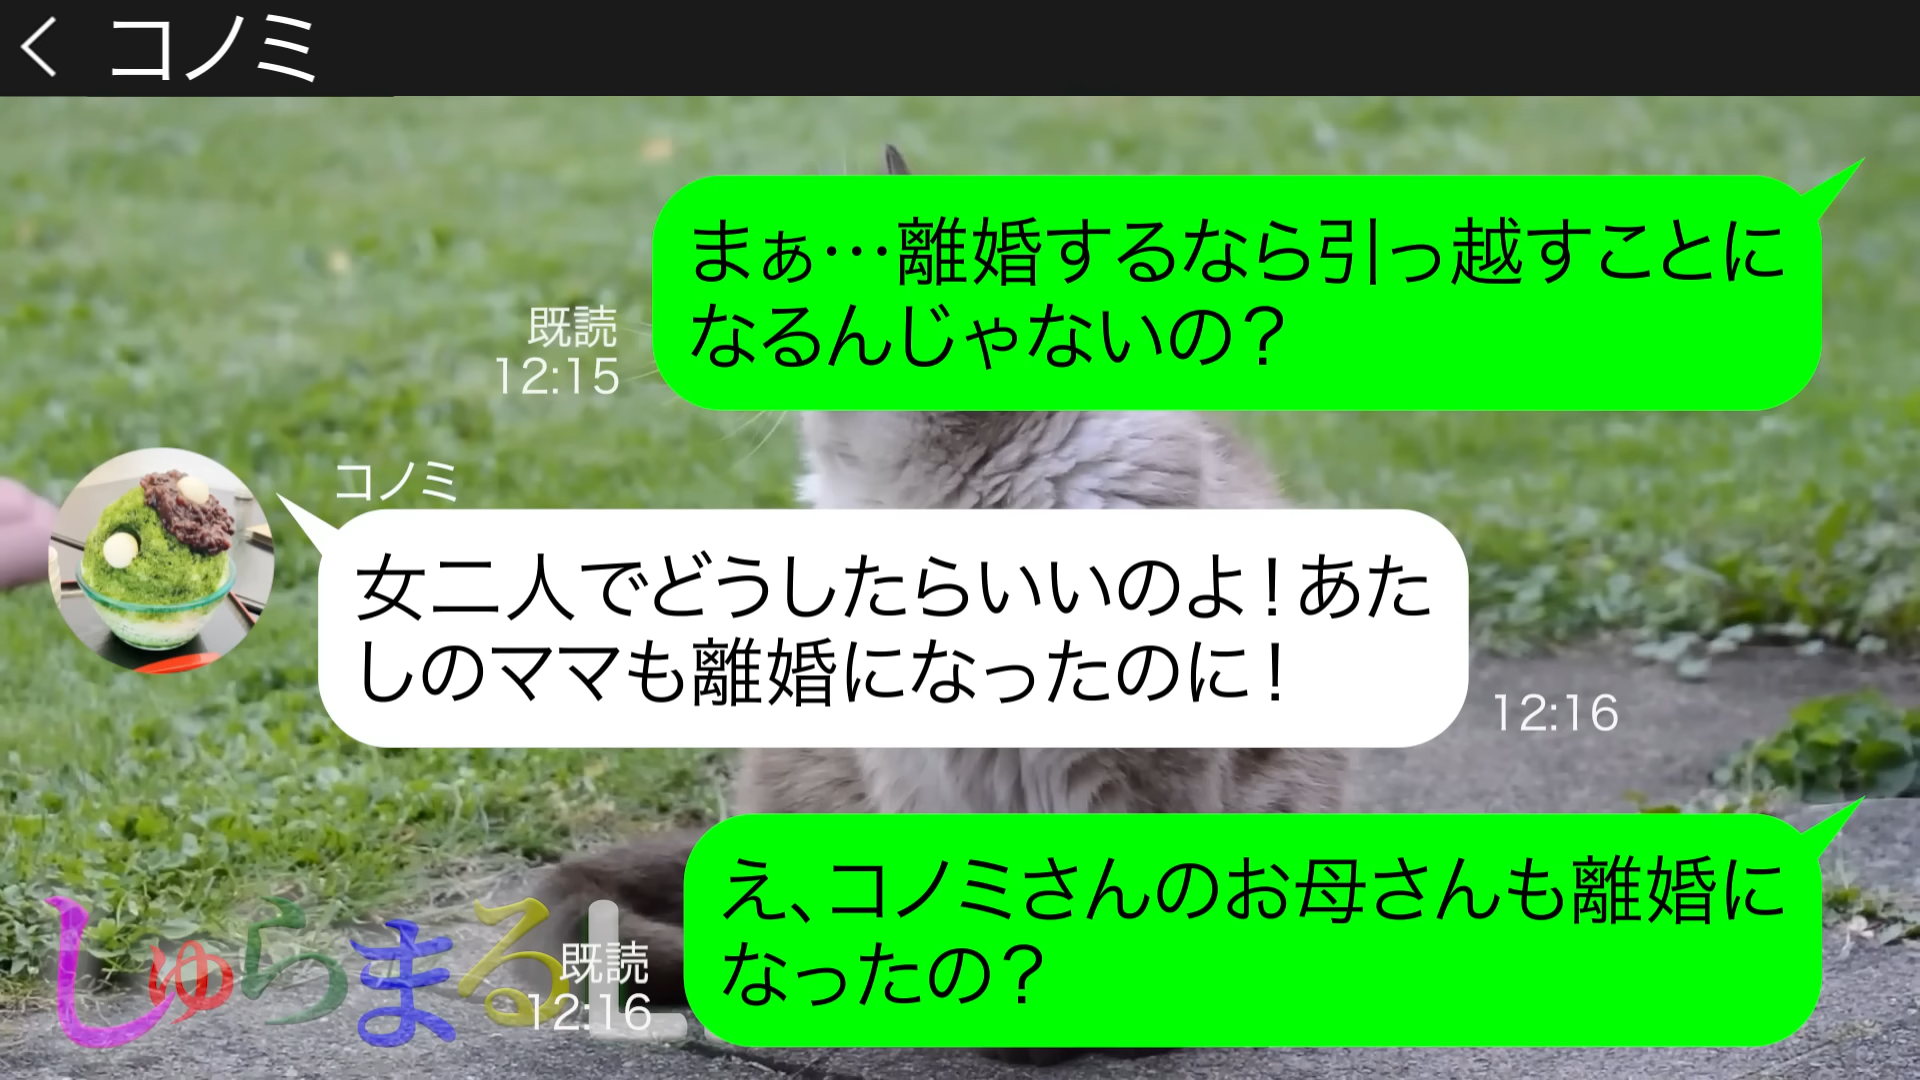 コノミ
まぁ…離婚するなら引っ越すことに
なるんじゃないの？
既読
12:15
コノミ
女二人でどうしたらいいのよ！あた
しのママも離婚になったのに！
12:16
え、コノミさんのお母さんも離婚に
なったの？
既読
12:16
しゅらまる